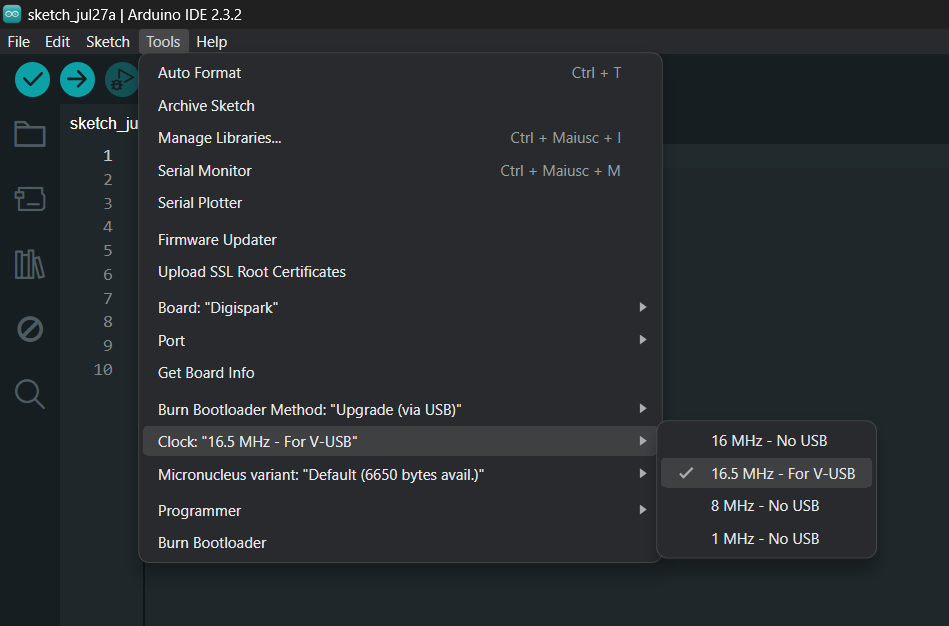 sketch_jul27a | Arduino IDE 2.3.2
File Edit Sketch Tools Help
Auto Format Ctrl + T
sketch_ju
Archive Sketch
Manage Libraries... Ctrl + Maiusc + I
Serial Monitor Ctrl + Maiusc + M
Serial Plotter
Firmware Updater
Upload SSL Root Certificates
Board: "Digispark"
Port
Get Board Info
Burn Bootloader Method: "Upgrade (via USB)"
Clock: "16.5 MHz - For V-USB"
Micronucleus variant: "Default (6650 bytes avail.)"
Programmer
Burn Bootloader
16 MHz - No USB
16.5 MHz - For V-USB
8 MHz - No USB
1 MHz - No USB
1
2
3
4
5
6
7
8
9
10